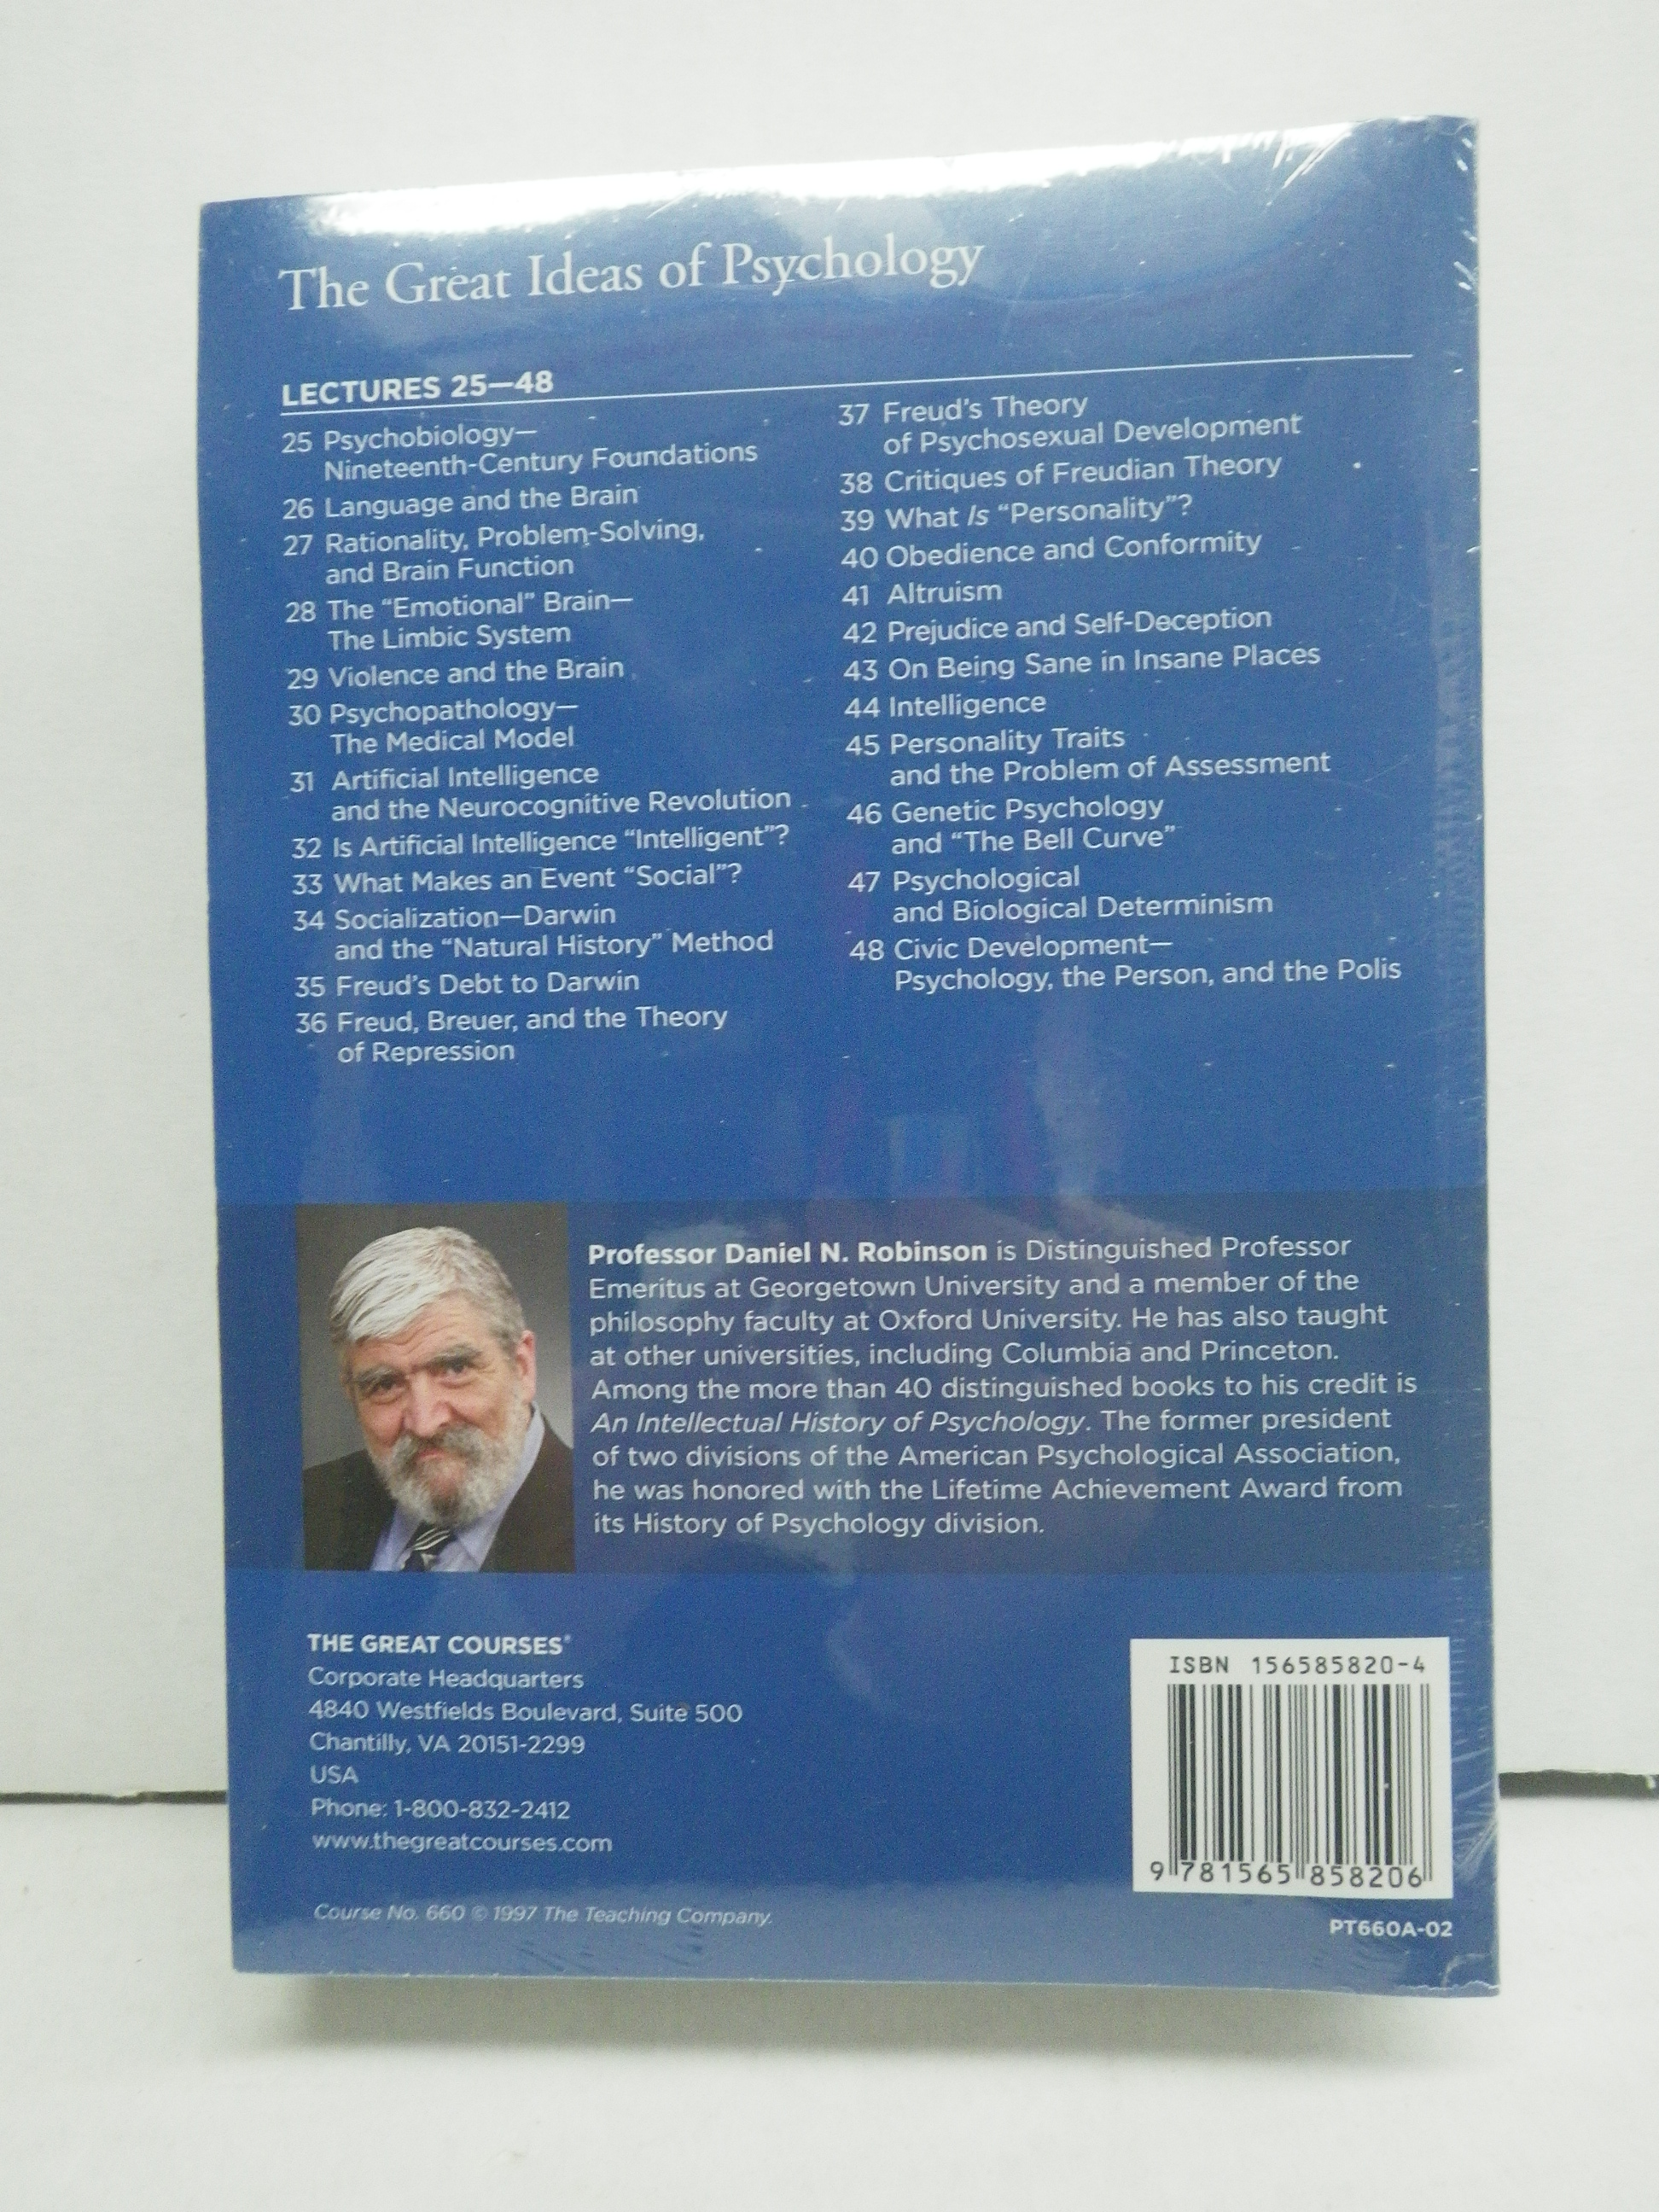 The Great Ideas of Psychology
LECTURES 25—48
25 Psychobiology—
Nineteenth-Century Foundations
26 Language and the Brain
27 Rationality, Problem-Solving,
and Brain Function
28 The “Emotional” Brain—
The Limbic System
29 Violence and the Brain
30 Psychopathology—
The Medical Model
31 Artificial Intelligence
and the Neurocognitive Revolution
32 Is Artificial Intelligence “Intelligent”?
33 What Makes an Event “Social”?
34 Socialization—Darwin
and the “Natural History” Method
35 Freud’s Debt to Darwin
36 Freud, Breuer, and the Theory
of Repression
37 Freud’s Theory
of Psychosexual Development
38 Critiques of Freudian Theory
39 What Is “Personality”?
40 Obedience and Conformity
41 Altruism
42 Prejudice and Self-Deception
43 On Being Sane in Insane Places
44 Intelligence
45 Personality Traits
and the Problem of Assessment
46 Genetic Psychology
and “The Bell Curve”
47 Psychological
and Biological Determinism
48 Civic Development—
Psychology, the Person, and the Polis
Professor Daniel N. Robinson is Distinguished Professor
Emeritus at Georgetown University and a member of the
philosophy faculty at Oxford University. He has also taught
at other universities, including Columbia and Princeton.
Among the more than 40 distinguished books to his credit is
An Intellectual History of Psychology. The former president
of two divisions of the American Psychological Association,
he was honored with the Lifetime Achievement Award from
its History of Psychology division.
THE GREAT COURSES®
Corporate Headquarters
4840 Westfields Boulevard, Suite 500
Chantilly, VA 20151-2299
USA
Phone: 1-800-832-2412
www.thegreatcourses.com
Course No. 660 © 1997 The Teaching Company.
ISBN 156585820-4
9 781565 858206
PT660A-02